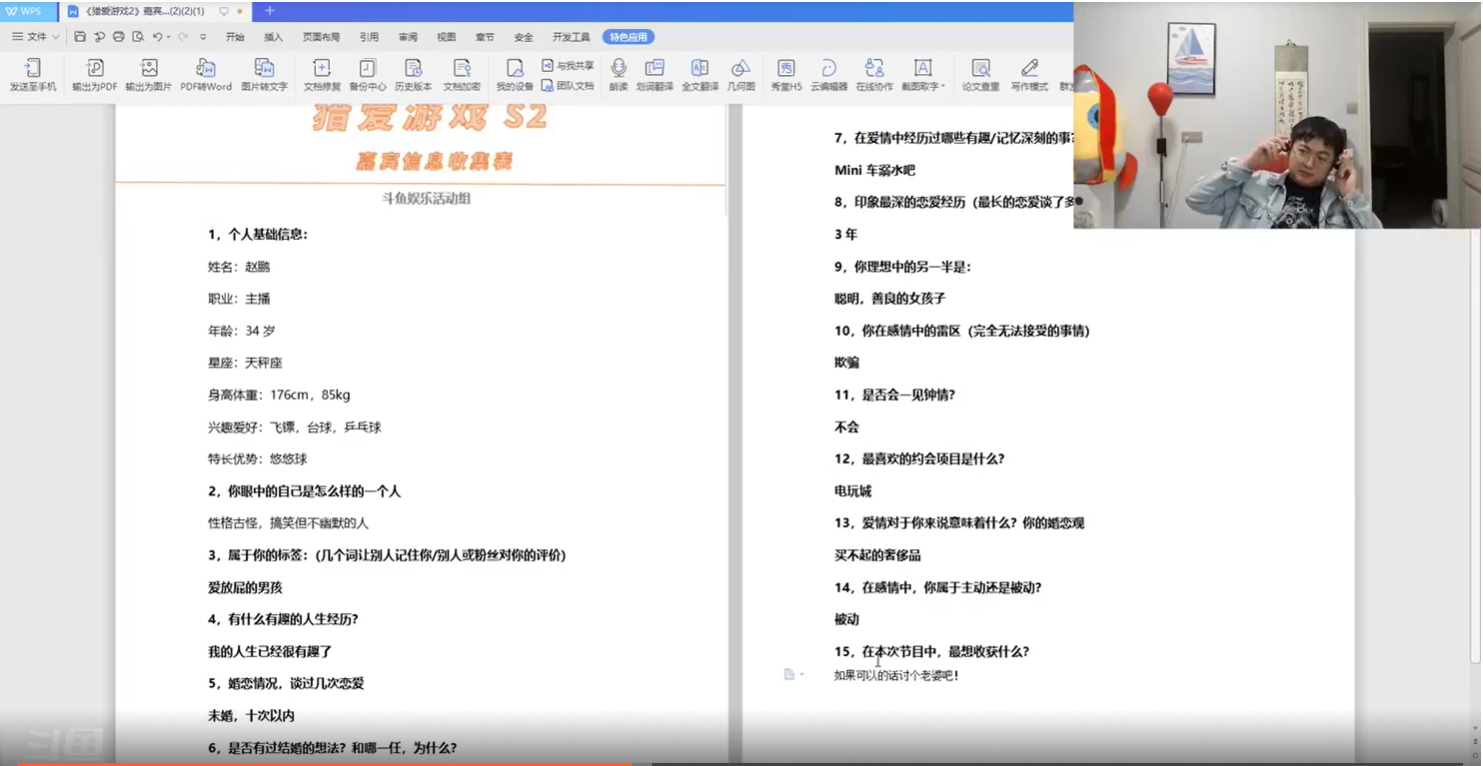 WPS
《猎爱游戏2》嘉宾...(2)(2)(1)
文件
开始
插入
页面布局
引用
审阅
视图
章节
安全
开发工具
特色应用
发送至手机
输出为PDF
输出为图片
PDF转Word
图片转文字
文档修复
备份中心
历史版本
文档加密
我的设备
与我共享
团队文档
朗读
划词翻译
全文翻译
几何图
秀堂H5
云编辑器
在线协作
截图取字
论文查重
写作模式
猎爱游戏 S2
嘉宾信息收集表
斗鱼娱乐活动组
1，个人基础信息：
姓名：赵鹏
职业：主播
年龄：34 岁
星座：天秤座
身高体重：176cm，85kg
兴趣爱好：飞镖，台球，乒乓球
特长优势：悠悠球
2，你眼中的自己是怎么样的一个人
性格古怪，搞笑但不幽默的人
3，属于你的标签：（几个词让别人记住你/别人或粉丝对你的评价）
爱放屁的男孩
4，有什么有趣的人生经历？
我的人生已经很有趣了
5，婚恋情况，谈过几次恋爱
未婚，十次以内
6，是否有过结婚的想法？和哪一任，为什么？
7，在爱情中经历过哪些有趣/记忆深刻的事？
Mini 车弱水吧
8，印象最深的恋爱经历（最长的恋爱谈了多
3 年
9，你理想中的另一半是：
聪明，善良的女孩子
10，你在感情中的雷区（完全无法接受的事情）
欺骗
11，是否会一见钟情？
不会
12，最喜欢的约会项目是什么？
电玩城
13，爱情对于你来说意味着什么？你的婚恋观
买不起的奢侈品
14，在感情中，你属于主动还是被动？
被动
15，在本次节目中，最想收获什么？
如果可以的话讨个老婆吧！
斗鱼